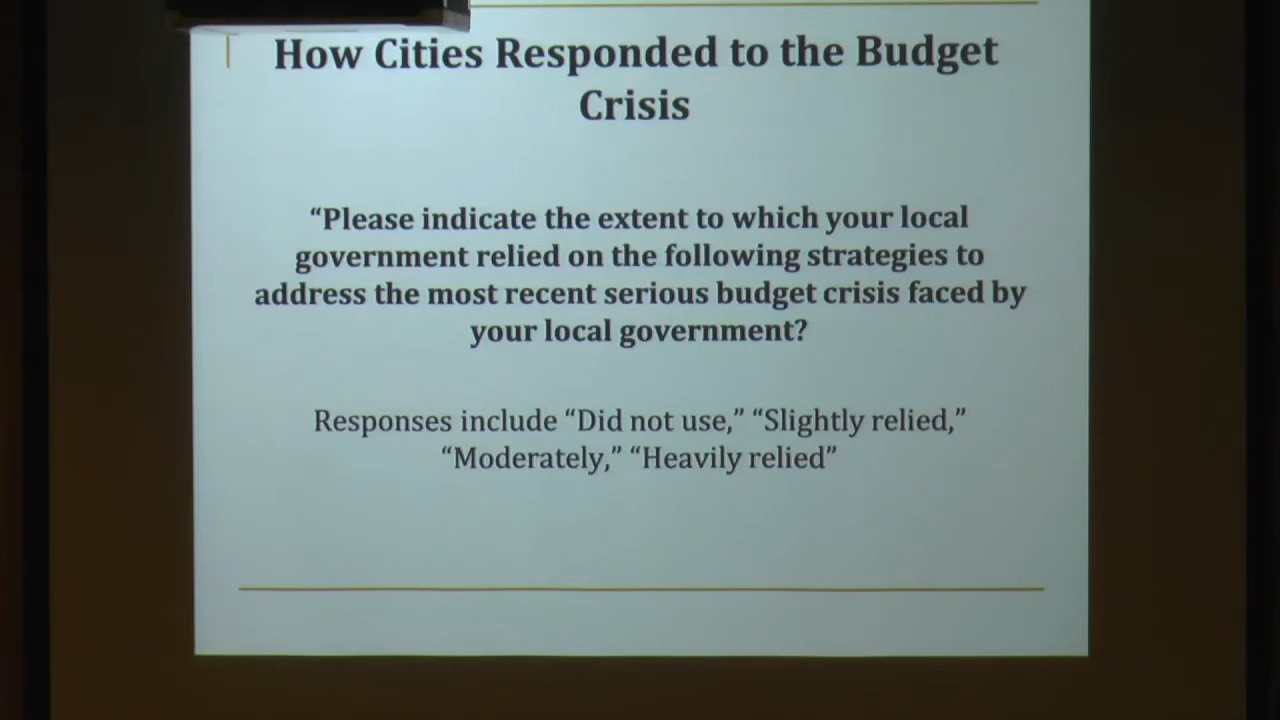 How Cities Responded to the Budget
Crisis
“Please indicate the extent to which your local
government relied on the following strategies to
address the most recent serious budget crisis faced by
your local government?
Responses include “Did not use,” “Slightly relied,”
“Moderately,” “Heavily relied”